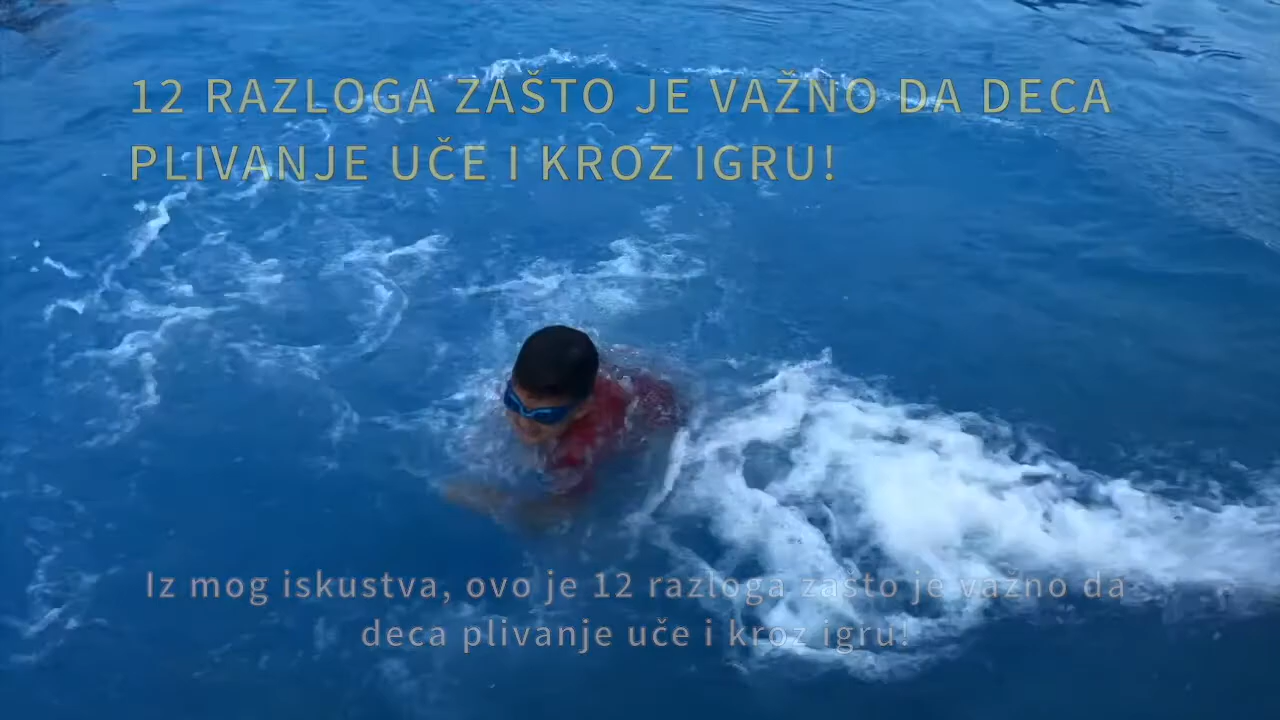 12 RAZLOGA ZAŠTO JE VAŽNO DA DECA
PLIVANJE UČE I KROZ IGRU!
Iz mog iskustva, ovo je 12 razloga zašto je važno da
deca plivanje uče i kroz igru!